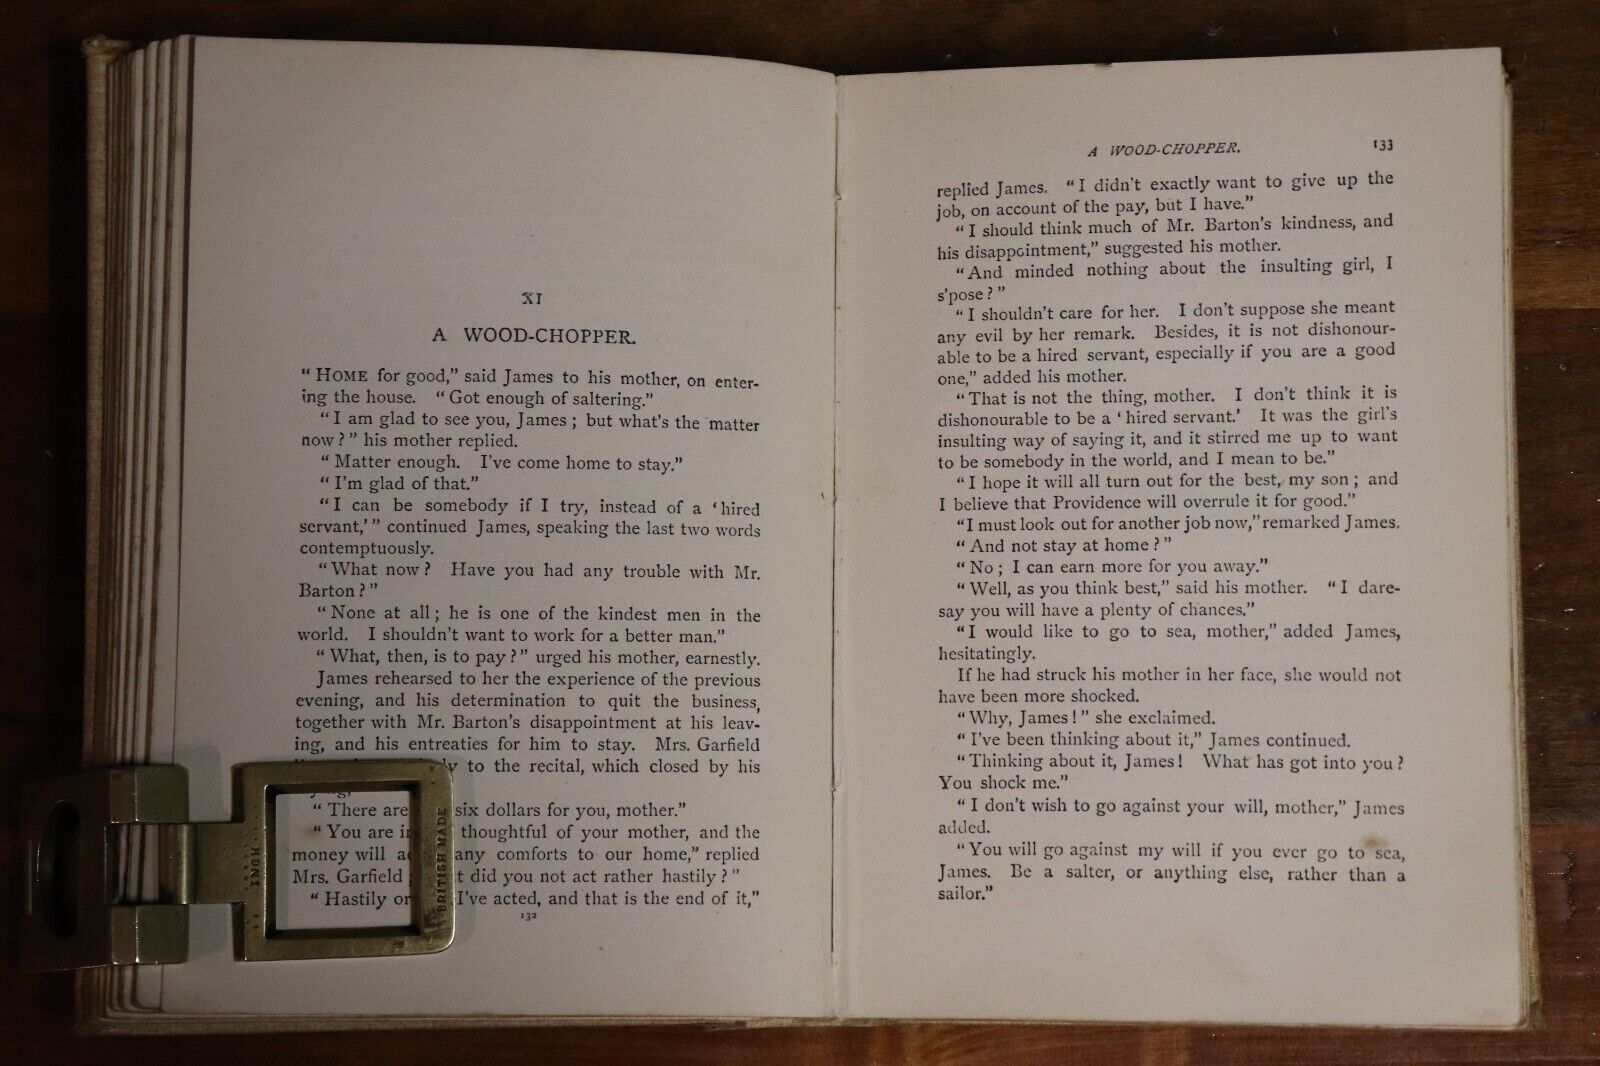 XI
A WOOD-CHOPPER.
“ HOME for good,” said James to his mother, on enter-
ing the house. “Got enough of saltering.”
“I am glad to see you, James ; but what's the matter
now ?” his mother replied.
“ Matter enough. I've come home to stay.”
“ I'm glad of that.”
“I can be somebody if I try, instead of a ‘hired
servant,’ ” continued James, speaking the last two words
contemptuously.
“What now ? Have you had any trouble with Mr.
Barton ?”
“None at all ; he is one of the kindest men in the
world. I shouldn't want to work for a better man.”
“ What, then, is to pay ?” urged his mother, earnestly.
James rehearsed to her the experience of the previous
evening, and his determination to quit the business,
together with Mr. Barton's disappointment at his leav-
ing, and his entreaties for him to stay. Mrs. Garfield
to the recital, which closed by his
“ There are six dollars for you, mother.”
“ You are thoughtful of your mother, and the
money will any comforts to our home,” replied
Mrs. Garfield did you not act rather hastily ? ”
“ Hastily or I've acted, and that is the end of it,”
132
INGM
BRITISH MADE
A WOOD-CHOPPER. 133
replied James. “I didn't exactly want to give up the
job, on account of the pay, but I have.”
“I should think much of Mr. Barton's kindness, and
his disappointment,” suggested his mother.
“And minded nothing about the insulting girl, I
s'pose ? ”
“ I shouldn't care for her. I don't suppose she meant
any evil by her remark. Besides, it is not dishonour-
able to be a hired servant, especially if you are a good
one,” added his mother.
“That is not the thing, mother. I don't think it is
dishonourable to be a ‘ hired servant.’ It was the girl's
insulting way of saying it, and it stirred me up to want
to be somebody in the world, and I mean to be.”
“I hope it will all turn out for the best, my son ; and
I believe that Providence will overrule it for good.”
“I must look out for another job now,” remarked James.
“ And not stay at home ? ”
“ No ; I can earn more for you away.”
“Well, as you think best,” said his mother. “ I dare-
say you will have a plenty of chances.”
“I would like to go to sea, mother,” added James,
hesitatingly.
If he had struck his mother in her face, she would not
have been more shocked.
“Why, James ! ” she exclaimed.
“ I've been thinking about it,” James continued.
“Thinking about it, James ! What has got into you ?
You shock me.”
“ I don't wish to go against your will, mother,” James
added.
“You will go against my will if you ever go to sea,
James. Be a salter, or anything else, rather than a
sailor.”